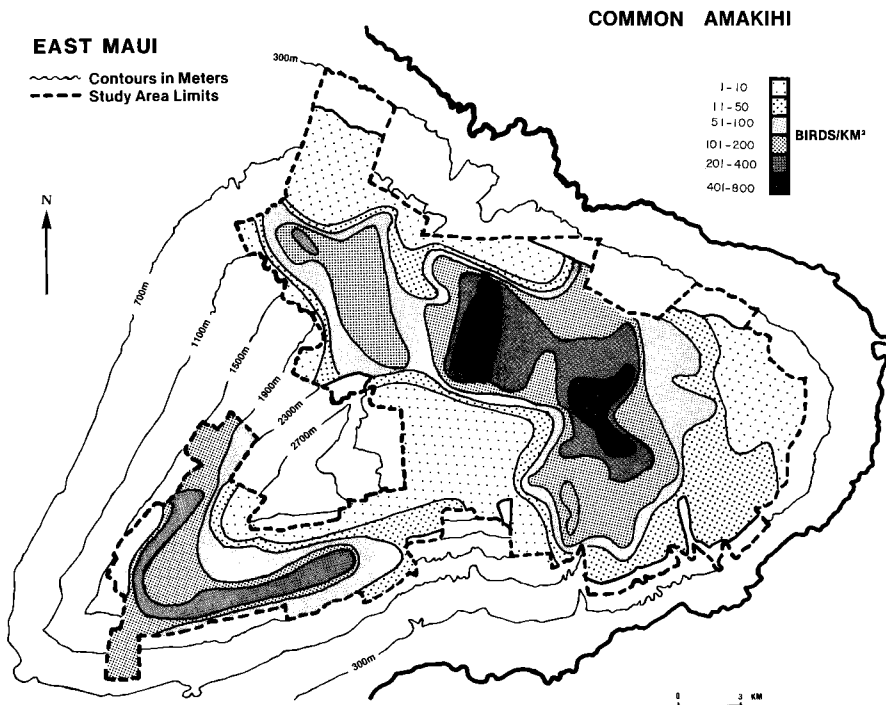 COMMON AMAKIHI
EAST MAUI
Contours in Meters
Study Area Limits
300m
1-10
11-50
51-100
101-200
201-400
401-800
BIRDS/KM²
N
700m
1100m
1500m
1900m
2300m
2700m
300m
0 3 KM